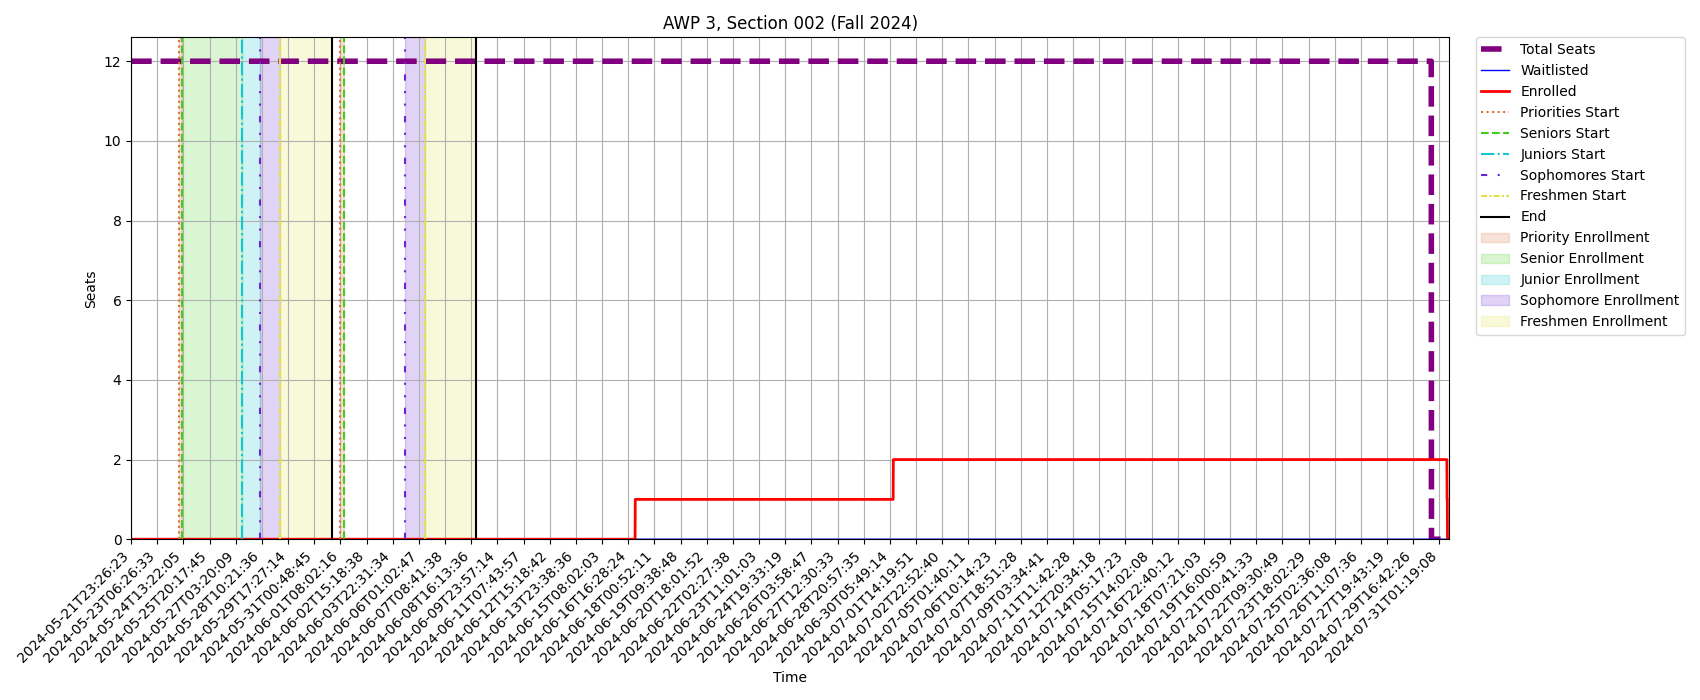 AWP 3, Section 002 (Fall 2024)
Seats
12
10
8
6
4
2
0
2024-05-21T23:26:23
2024-05-23T06:26:33
2024-05-24T13:22:05
2024-05-25T20:17:45
2024-05-27T03:20:09
2024-05-28T10:21:36
2024-05-29T17:27:14
2024-05-31T00:48:45
2024-06-01T08:02:16
2024-06-02T15:18:38
2024-06-03T22:31:34
2024-06-06T01:02:47
2024-06-07T08:41:38
2024-06-08T16:13:36
2024-06-09T23:57:14
2024-06-11T07:43:57
2024-06-12T15:18:42
2024-06-13T23:38:36
2024-06-15T08:02:03
2024-06-16T16:28:24
2024-06-18T00:52:11
2024-06-19T09:38:48
2024-06-20T18:01:52
2024-06-22T02:27:38
2024-06-23T11:01:03
2024-06-24T19:33:19
2024-06-26T03:58:47
2024-06-27T12:30:33
2024-06-28T20:57:35
2024-06-30T05:49:14
2024-07-01T14:19:51
2024-07-02T22:52:40
2024-07-05T01:40:11
2024-07-06T10:14:23
2024-07-07T18:51:28
2024-07-09T03:34:41
2024-07-11T11:42:28
2024-07-12T20:34:18
2024-07-14T05:17:23
2024-07-15T14:02:08
2024-07-16T22:40:12
2024-07-18T07:21:03
2024-07-19T16:00:59
2024-07-21T00:41:33
2024-07-22T09:30:49
2024-07-23T18:02:29
2024-07-25T02:36:08
2024-07-26T11:07:36
2024-07-27T19:43:19
2024-07-29T16:42:26
2024-07-31T01:19:08
Time
Total Seats
Waitlisted
Enrolled
Priorities Start
Seniors Start
Juniors Start
Sophomores Start
Freshmen Start
End
Priority Enrollment
Senior Enrollment
Junior Enrollment
Sophomore Enrollment
Freshmen Enrollment